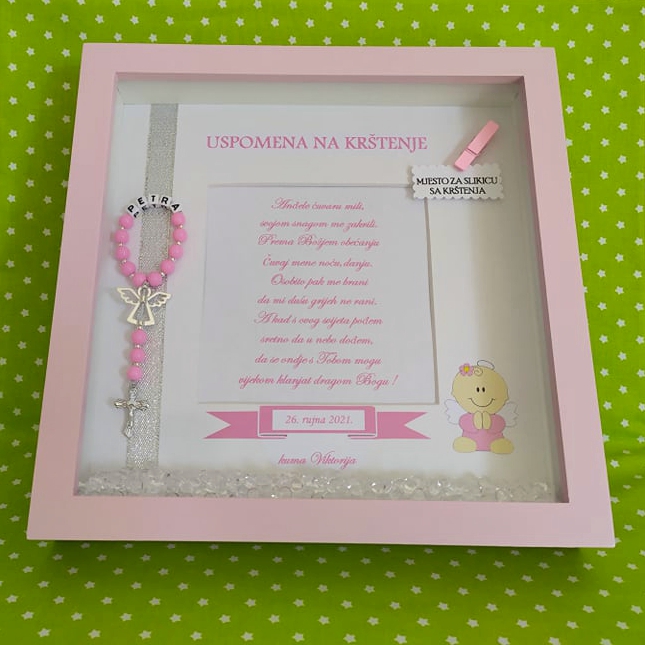 USPOMENA NA KRŠTENJE
MJESTO ZA SLIKICU
SA KRŠTENJA
PETRA
Anđele čuvaru mili,
svojom snagom me zakrili.
Prema Božjem obećanju
Čuvaj mene noću, danju.
Osobito pak me brani
da mi dušu grijeh ne rani.
A kad s ovog svijeta pođem
sretno da u nebo dođem,
da se ondje s Tobom mogu
vijekom klanjat dragom Bogu !
26. rujna 2021.
kuma Viktorija